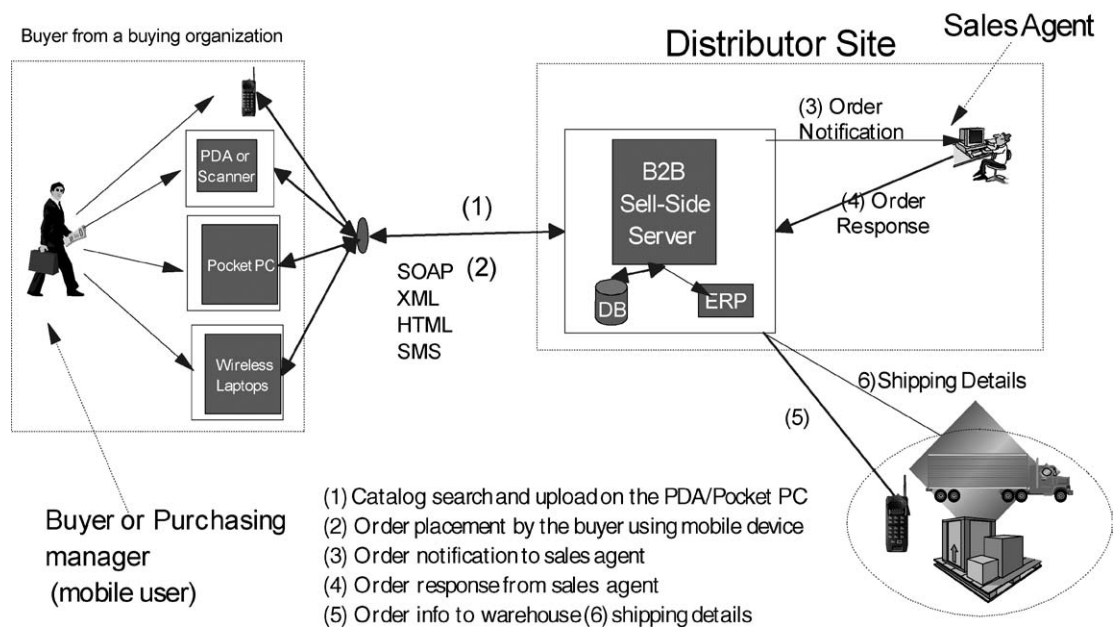 Buyer from a buying organization
Distributor Site
Sales Agent
PDA or
Scanner
Pocket PC
Wireless
Laptops
(1)
(2)
SOAP
XML
HTML
SMS
B2B
Sell-Side
Server
DB
ERP
(3) Order
Notification
(4) Order
Response
6)Shipping Details
(5)
Buyer or Purchasing
manager
(mobile user)
(1) Catalog search and upload on the PDA/Pocket PC
(2) Order placement by the buyer using mobile device
(3) Order notification to sales agent
(4) Order response from sales agent
(5) Order info to warehouse (6) shipping details